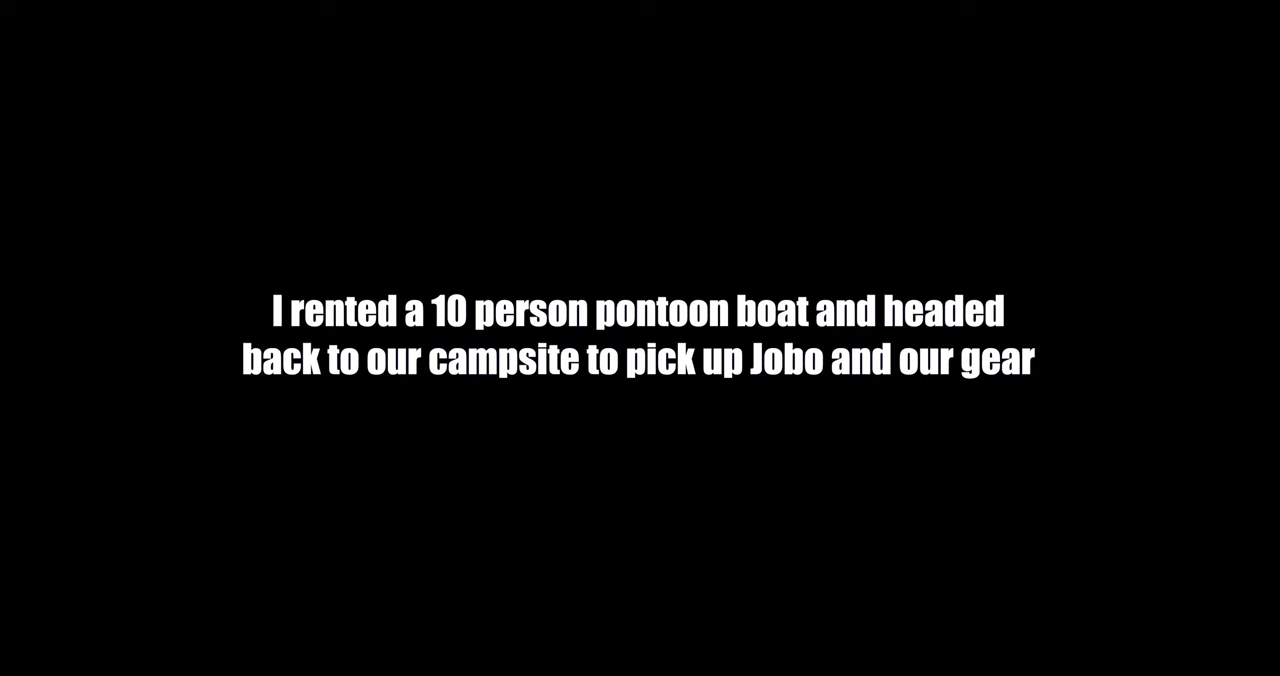 I rented a 10 person pontoon boat and headed
back to our campsite to pick up Jobo and our gear